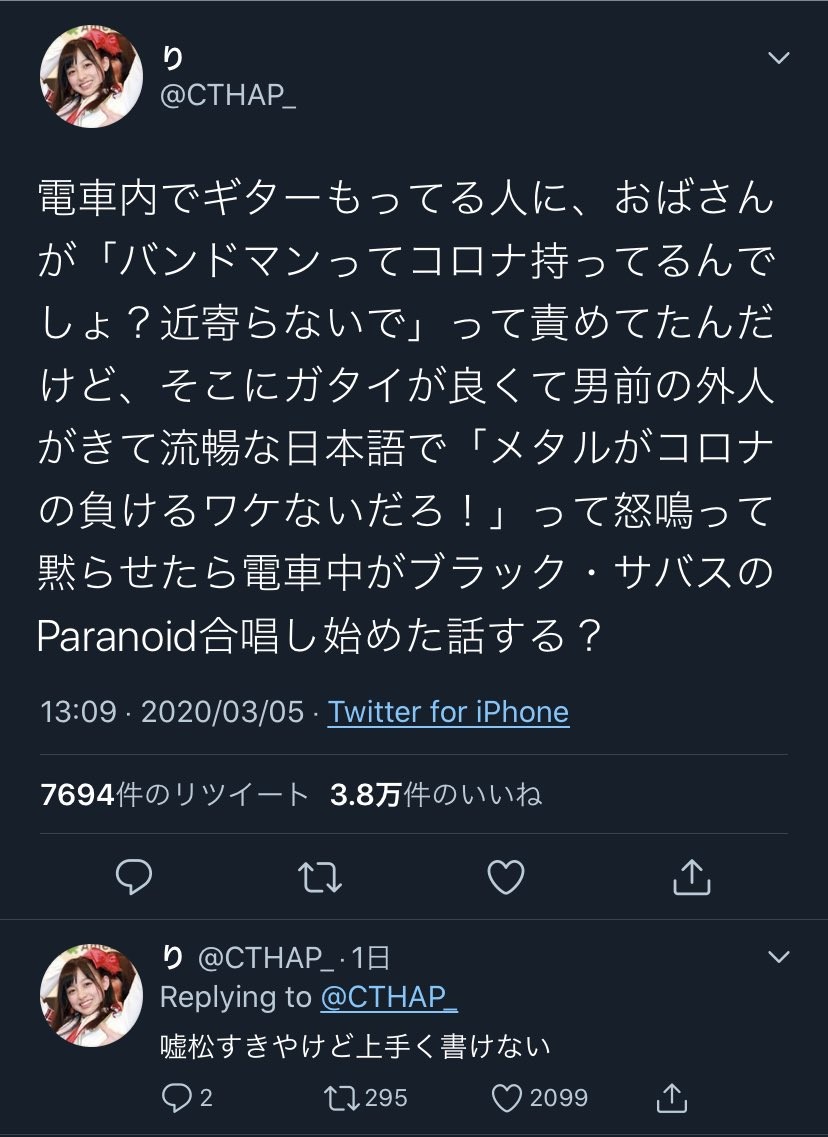 り
@CTHAP_
電車内でギターもってる人に、おばさん
が「バンドマンってコロナ持ってるんで
しょ？近寄らないで」って責めてたんだ
けど、そこにガタイが良くて男前の外人
がきて流暢な日本語で「メタルがコロナ
の負けるワケないだろ！」って怒鳴って
黙らせたら電車中がブラック・サバスの
Paranoid合唱し始めた話する？
13:09 · 2020/03/05 · Twitter for iPhone
7694件のリツイート 3.8万件のいいね
り @CTHAP_ · 1日
Replying to @CTHAP_
嘘松すきやけど上手く書けない
2 295 2099